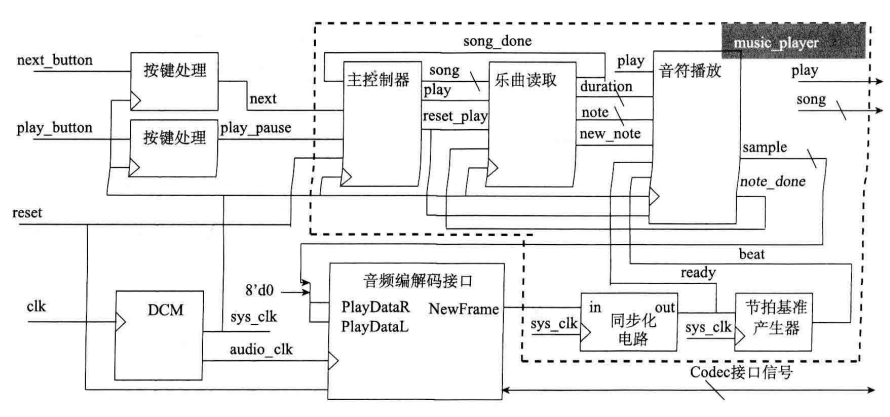 song_done
music_player
next_button
按键处理
next
主控制器
song
play
reset_play
乐曲读取
duration
note
new_note
play
音符播放
play
song
play_button
按键处理
play_pause
sample
note_done
reset
beat
ready
8'd0
音频编解码接口
PlayDataR
PlayDataL
NewFrame
clk
DCM
sys_clk
audio_clk
in
out
同步化
电路
sys_clk
sys_clk
节拍基准
产生器
Codec接口信号